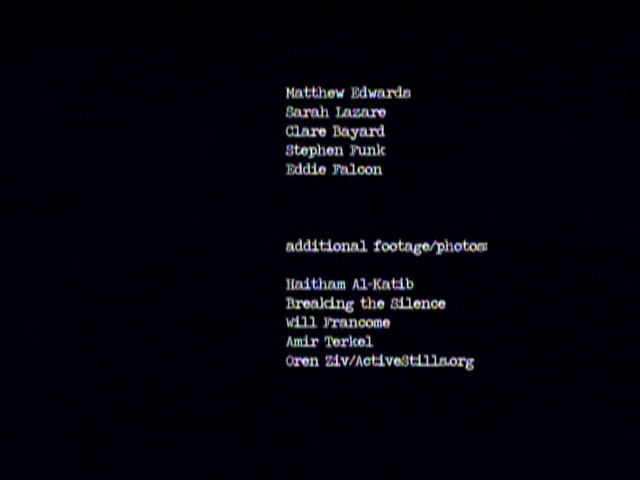 Matthew Edwards
Sarah Lazare
Clare Bayard
Stephen Funk
Eddie Falcon
additional footage/photos:
Haitham Al-Katib
Breaking the Silence
Will Francome
Amir Terkel
Oren Ziv/ActiveStills.org